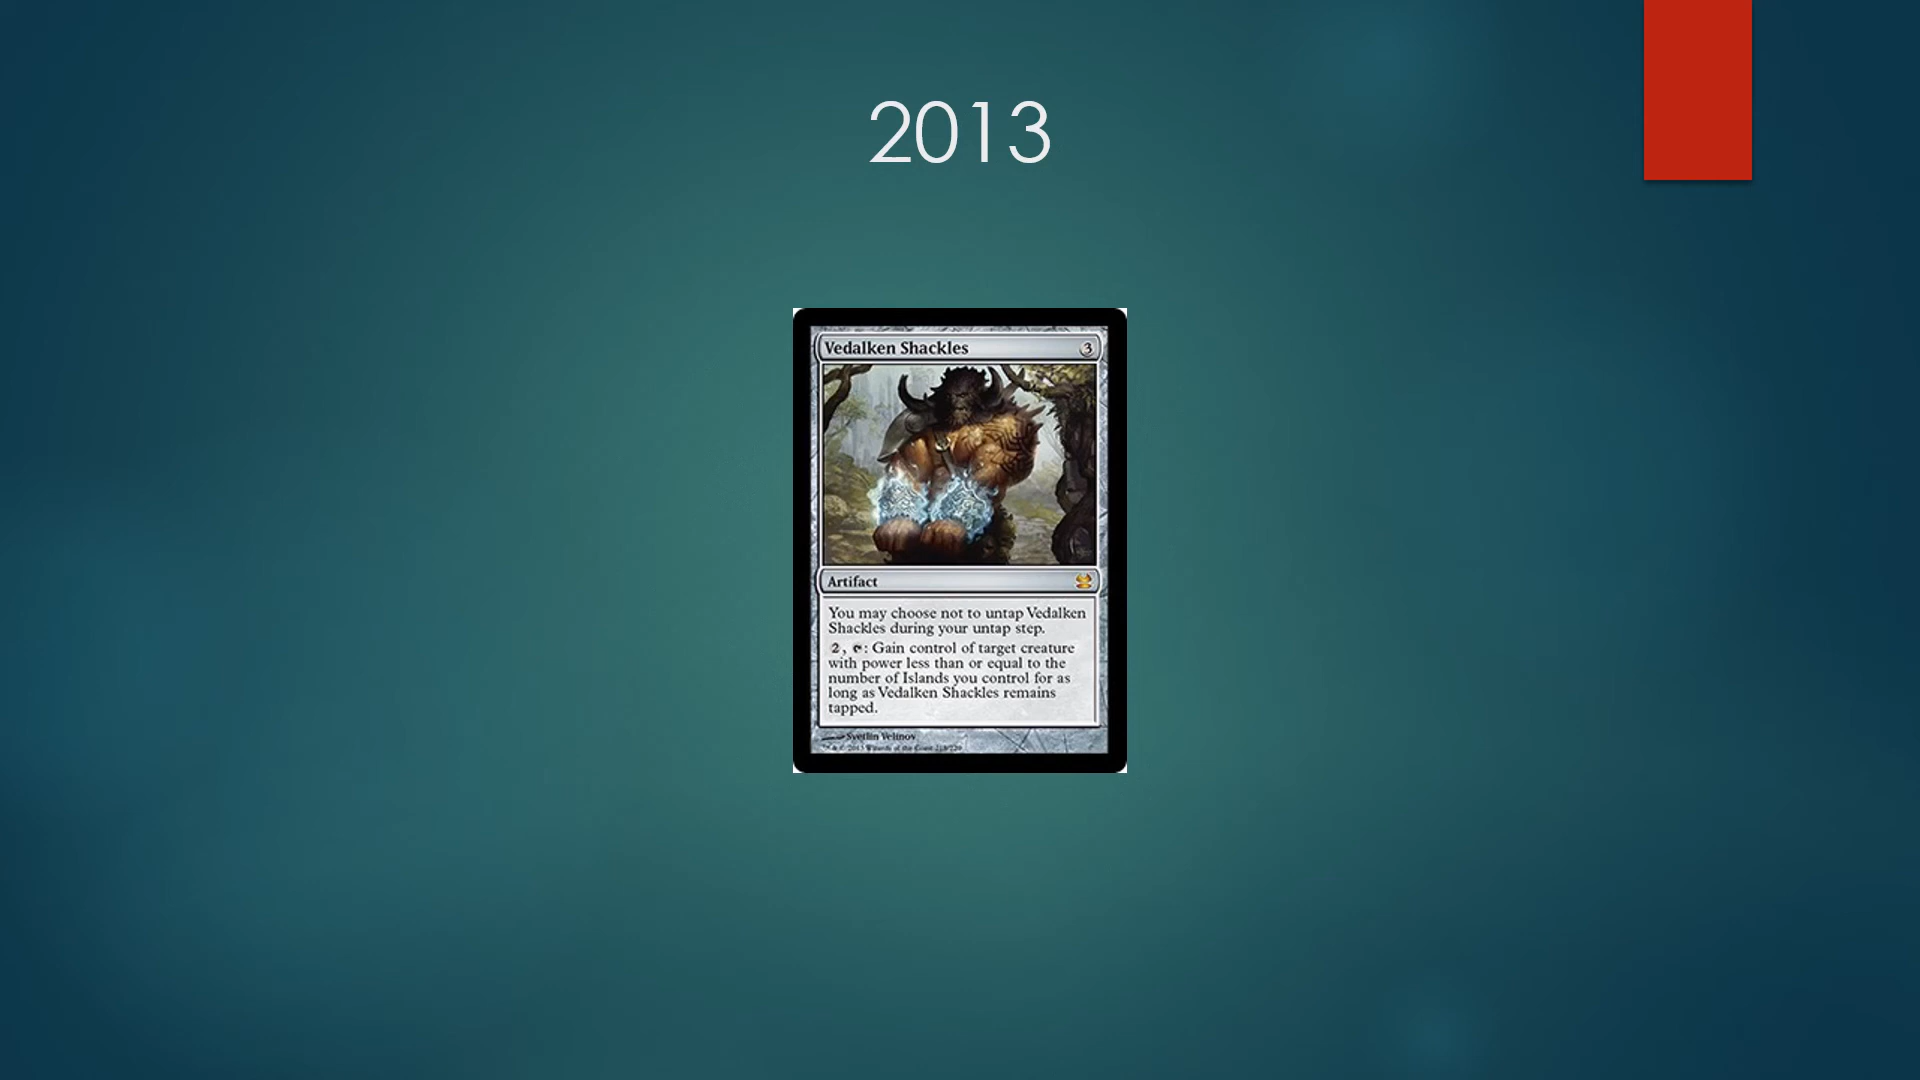 2013
Vedalken Shackles 3
Artifact
You may choose not to untap Vedalken
Shackles during your untap step.
2, : Gain control of target creature
with power less than or equal to the
number of Islands you control for as
long as Vedalken Shackles remains
tapped.
Svetlin Velinov